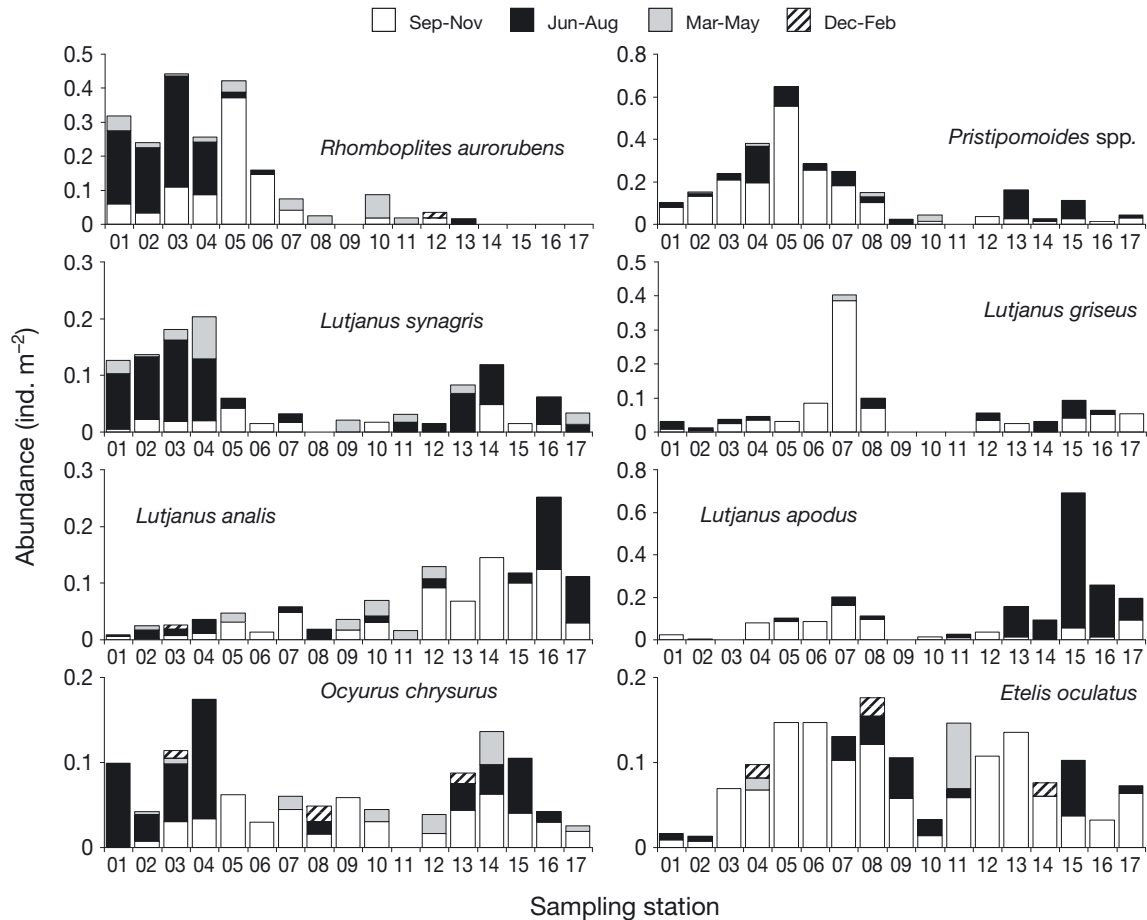 Sep-Nov Jun-Aug Mar-May Dec-Feb
Abundance (ind. m⁻²)
Rhomboplites aurorubens
0.5
0.4
0.3
0.2
0.1
0
01 02 03 04 05 06 07 08 09 10 11 12 13 14 15 16 17
Pristipomoides spp.
0.8
0.6
0.4
0.2
0
01 02 03 04 05 06 07 08 09 10 11 12 13 14 15 16 17
Lutjanus synagris
0.3
0.2
0.1
0
01 02 03 04 05 06 07 08 09 10 11 12 13 14 15 16 17
Lutjanus griseus
0.5
0.4
0.3
0.2
0.1
0
01 02 03 04 05 06 07 08 09 10 11 12 13 14 15 16 17
Lutjanus analis
0.3
0.2
0.1
0
01 02 03 04 05 06 07 08 09 10 11 12 13 14 15 16 17
Lutjanus apodus
0.8
0.6
0.4
0.2
0
01 02 03 04 05 06 07 08 09 10 11 12 13 14 15 16 17
Ocyurus chrysurus
0.2
0.1
0
01 02 03 04 05 06 07 08 09 10 11 12 13 14 15 16 17
Etelis oculatus
0.2
0.1
0
01 02 03 04 05 06 07 08 09 10 11 12 13 14 15 16 17
Sampling station